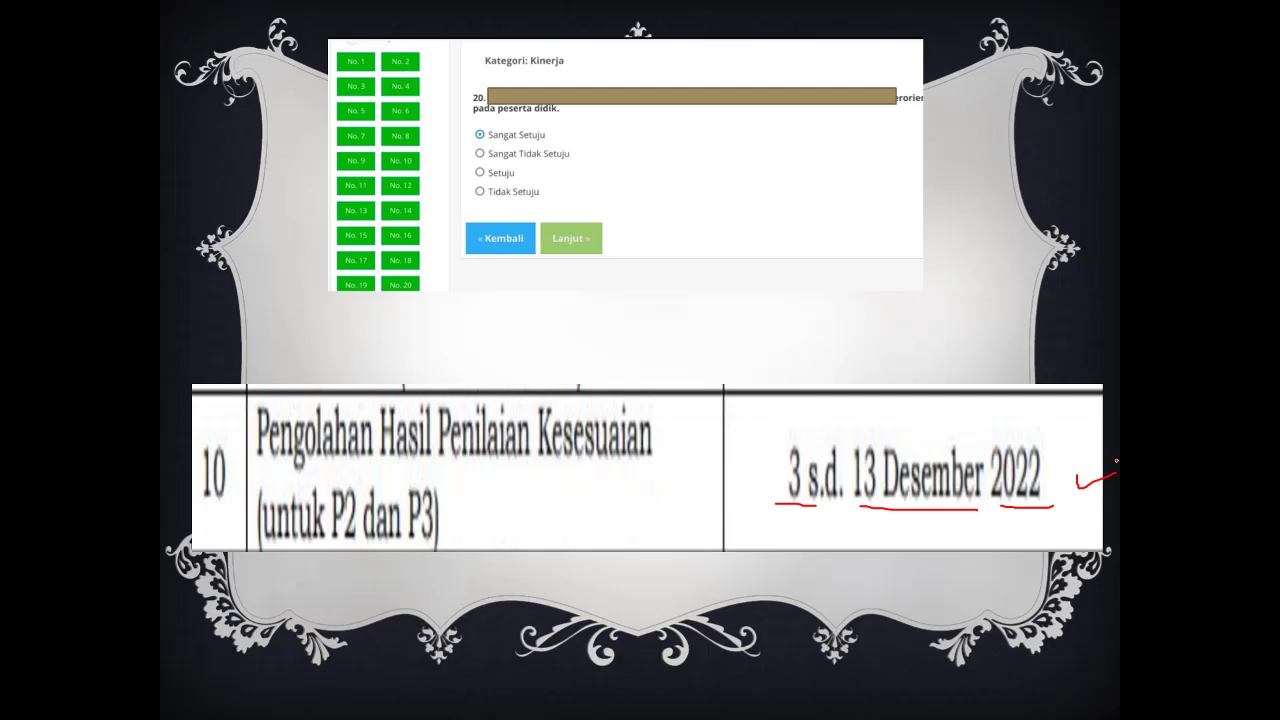 Kategori: Kinerja
20.
pada peserta didik.
Sangat Setuju
Sangat Tidak Setuju
Setuju
Tidak Setuju
« Kembali
Lanjut »
No. 1 No. 2
No. 3 No. 4
No. 5 No. 6
No. 7 No. 8
No. 9 No. 10
No. 11 No. 12
No. 13 No. 14
No. 15 No. 16
No. 17 No. 18
No. 19 No. 20
10
Pengolahan Hasil Penilaian Kesesuaian
(untuk P2 dan P3)
3 s.d. 13 Desember 2022